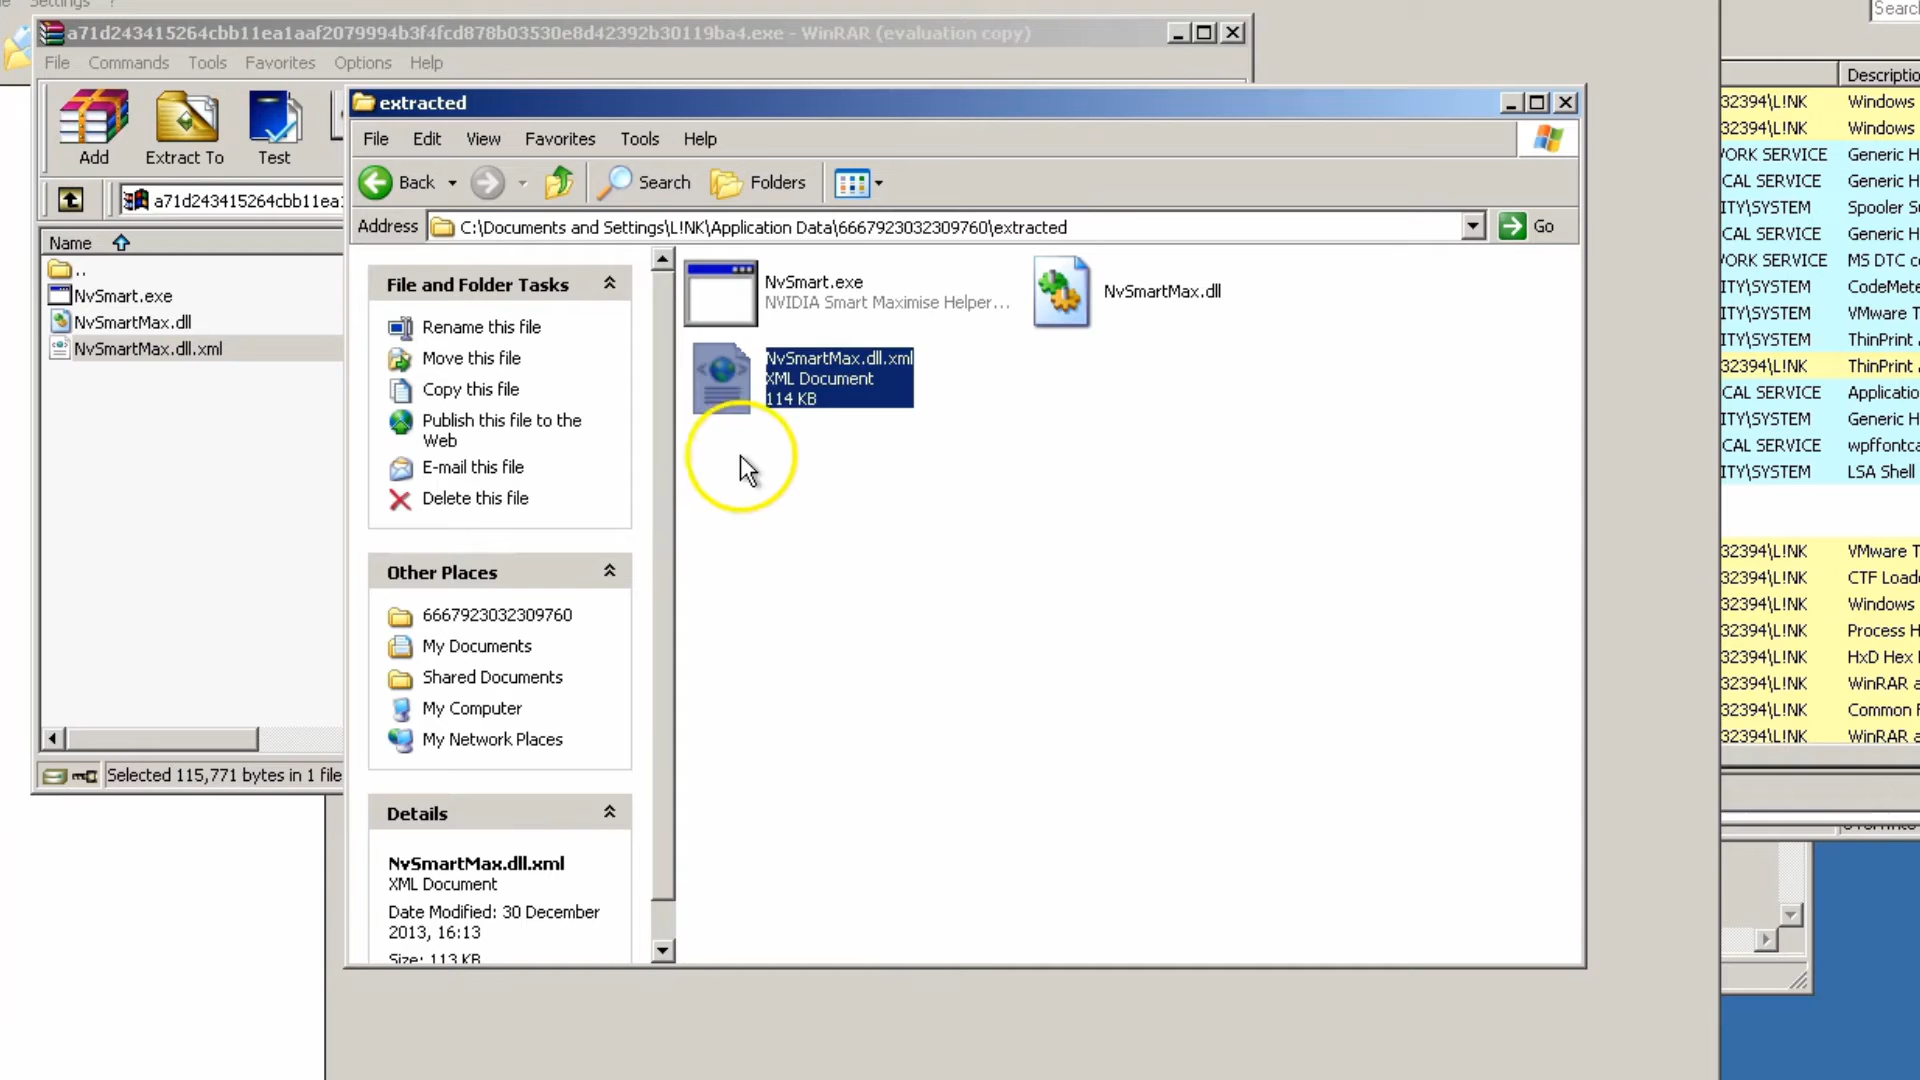 Settings ?
a71d243415264cbb11ea1aaf2079994b3f4fcd878b03530e8d42392b30119ba4.exe - WinRAR (evaluation copy)
File Commands Tools Favorites Options Help
Add Extract To Test
a71d243415264cbb11ea1
Name
..
NvSmart.exe
NvSmartMax.dll
NvSmartMax.dll.xml
Selected 115,771 bytes in 1 file
extracted
File Edit View Favorites Tools Help
Back Search Folders
Address C:\Documents and Settings\L!NK\Application Data\6667923032309760\extracted Go
File and Folder Tasks
Rename this file
Move this file
Copy this file
Publish this file to the
Web
E-mail this file
Delete this file
Other Places
6667923032309760
My Documents
Shared Documents
My Computer
My Network Places
Details
NvSmartMax.dll.xml
XML Document
Date Modified: 30 December
2013, 16:13
Size: 113 KB
NvSmart.exe
NVIDIA Smart Maximise Helper...
NvSmartMax.dll
NvSmartMax.dll.xml
XML Document
114 KB
Searc
Descriptio
32394\L!NK Windows
32394\L!NK Windows
ORK SERVICE Generic H
CAL SERVICE Generic H
ITY\SYSTEM Spooler S
CAL SERVICE Generic H
ORK SERVICE MS DTC c
ITY\SYSTEM CodeMete
ITY\SYSTEM VMware T
ITY\SYSTEM ThinPrint
32394\L!NK ThinPrint
CAL SERVICE Applicatio
ITY\SYSTEM Generic H
CAL SERVICE wpffontca
ITY\SYSTEM LSA Shell
32394\L!NK VMware T
32394\L!NK CTF Loade
32394\L!NK Windows
32394\L!NK Process H
32394\L!NK HxD Hex
32394\L!NK WinRAR a
32394\L!NK Common F
32394\L!NK WinRAR a